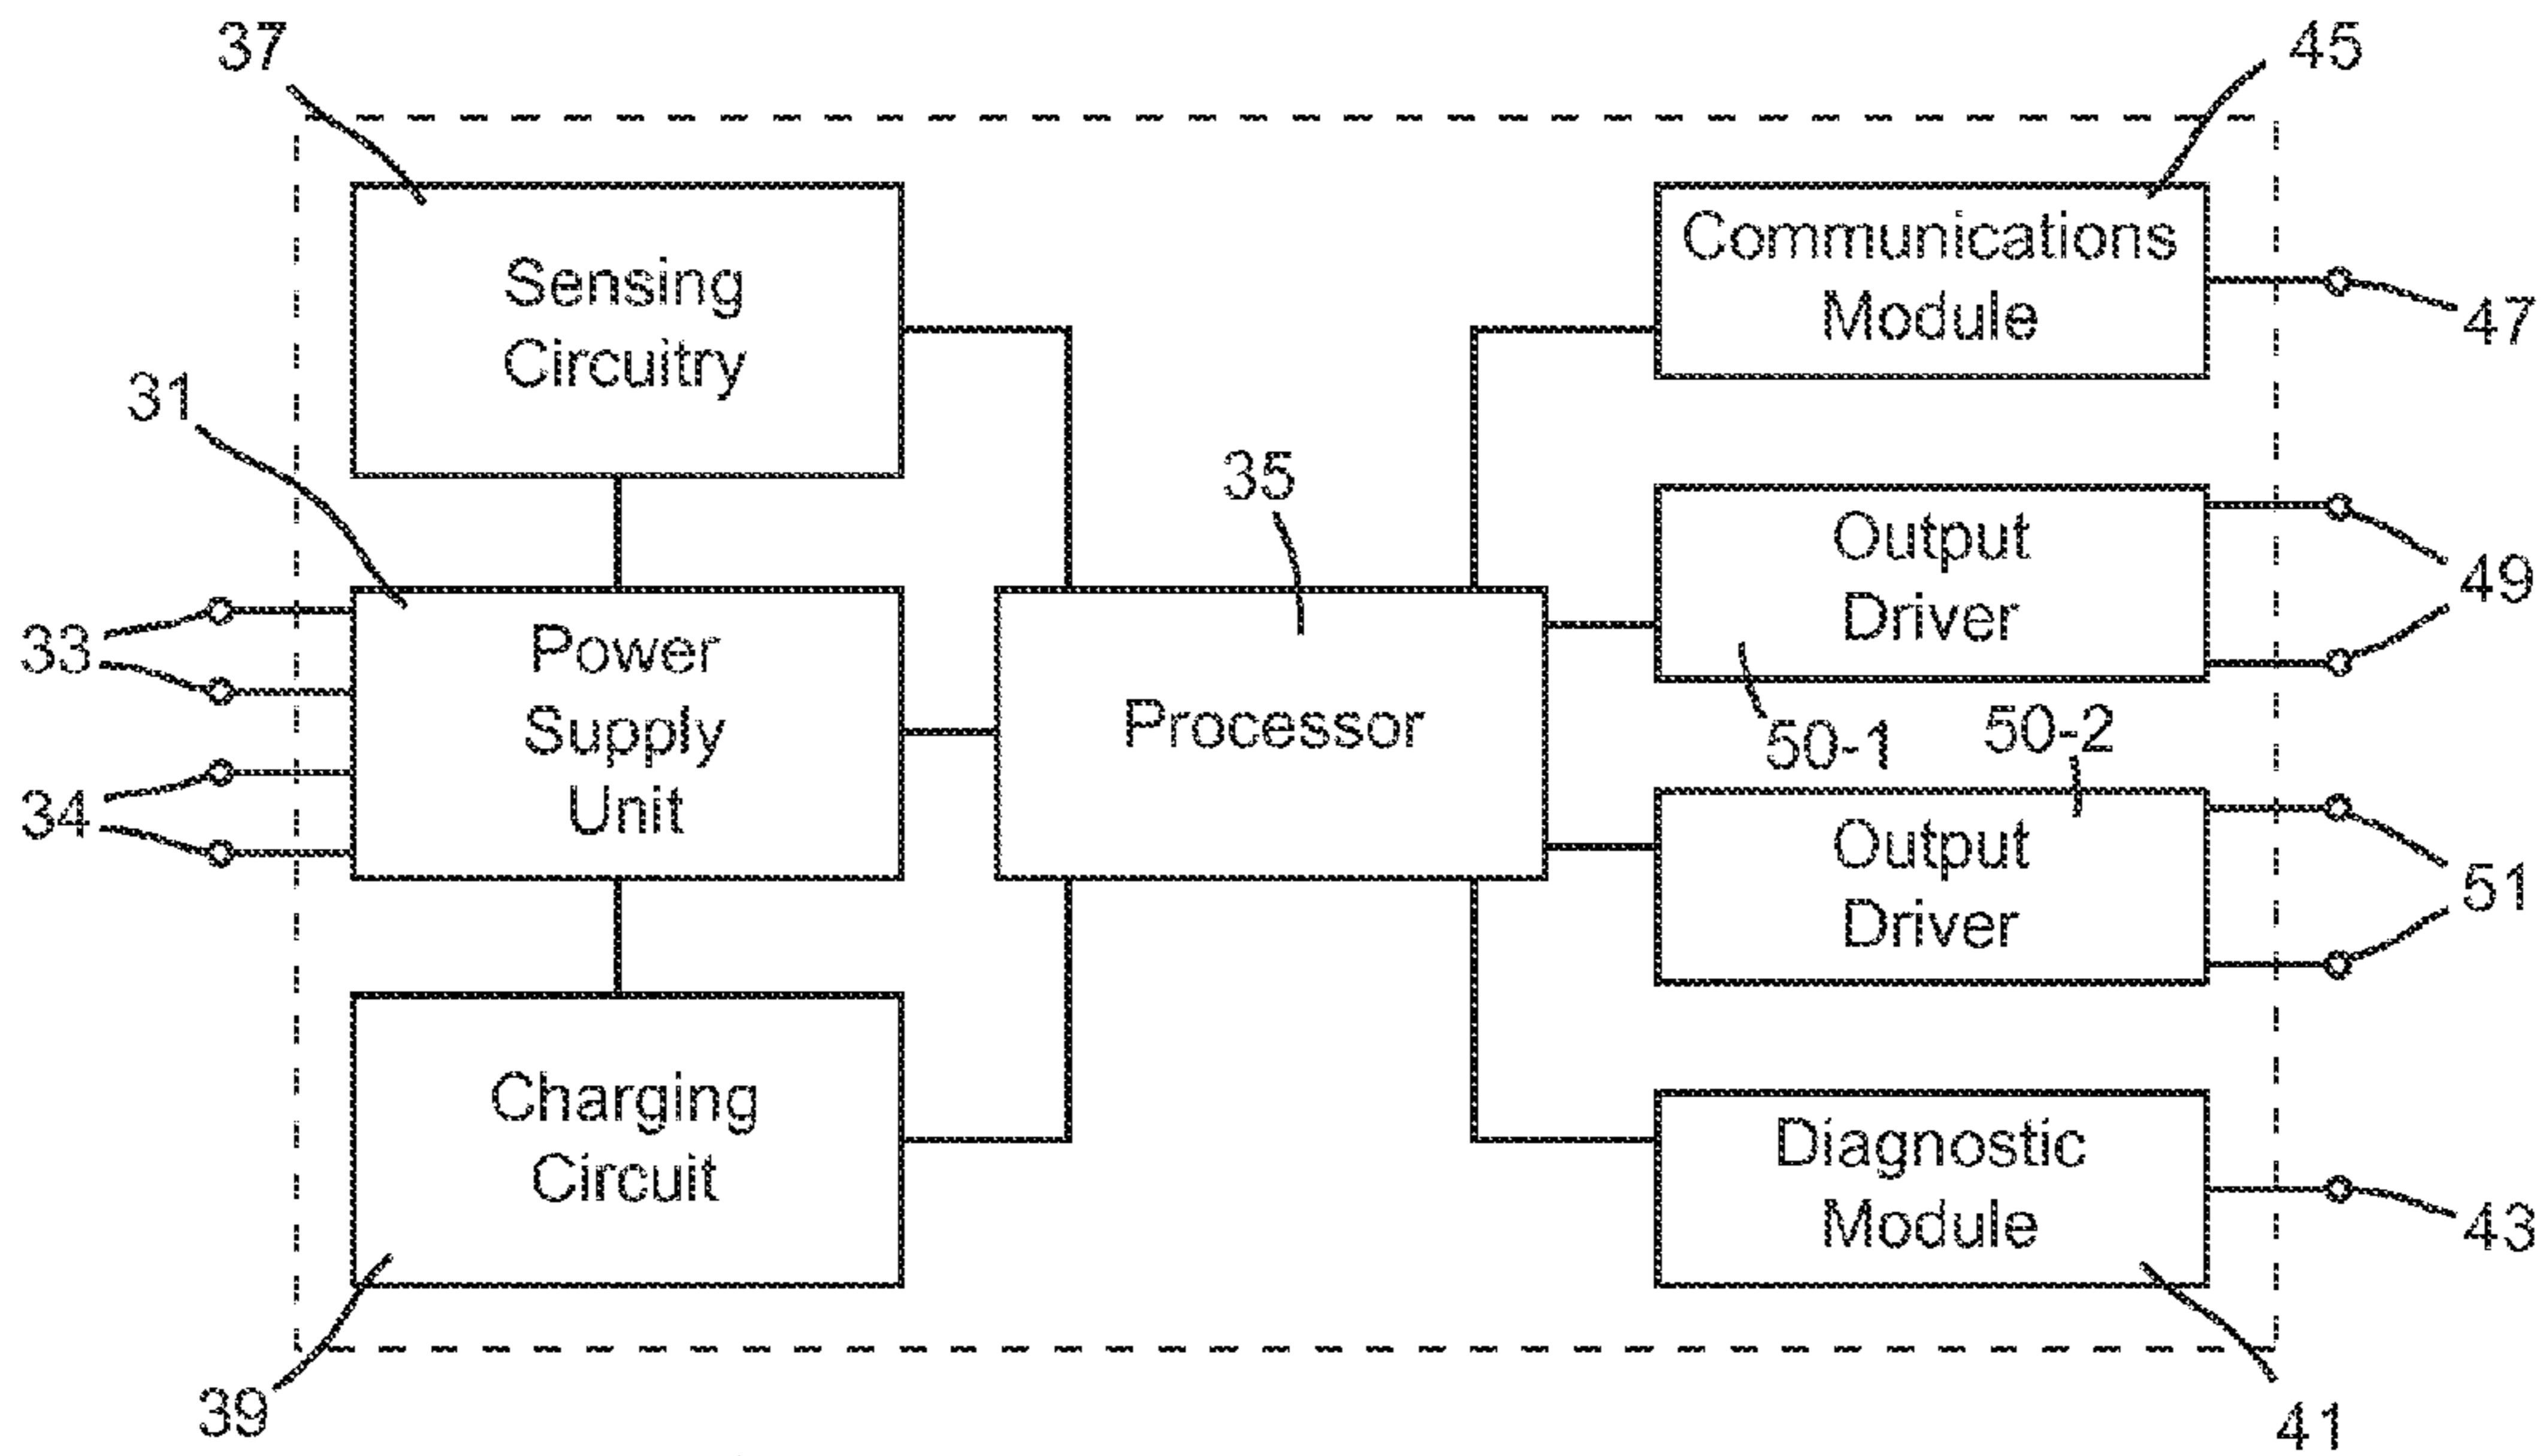 37
45
Sensing
Circuitry
Communications
Module
47
31
35
Output
Driver
49
33
Power
Supply
Unit
Processor
50-1
50-2
34
Output
Driver
51
Charging
Circuit
Diagnostic
Module
43
39
41